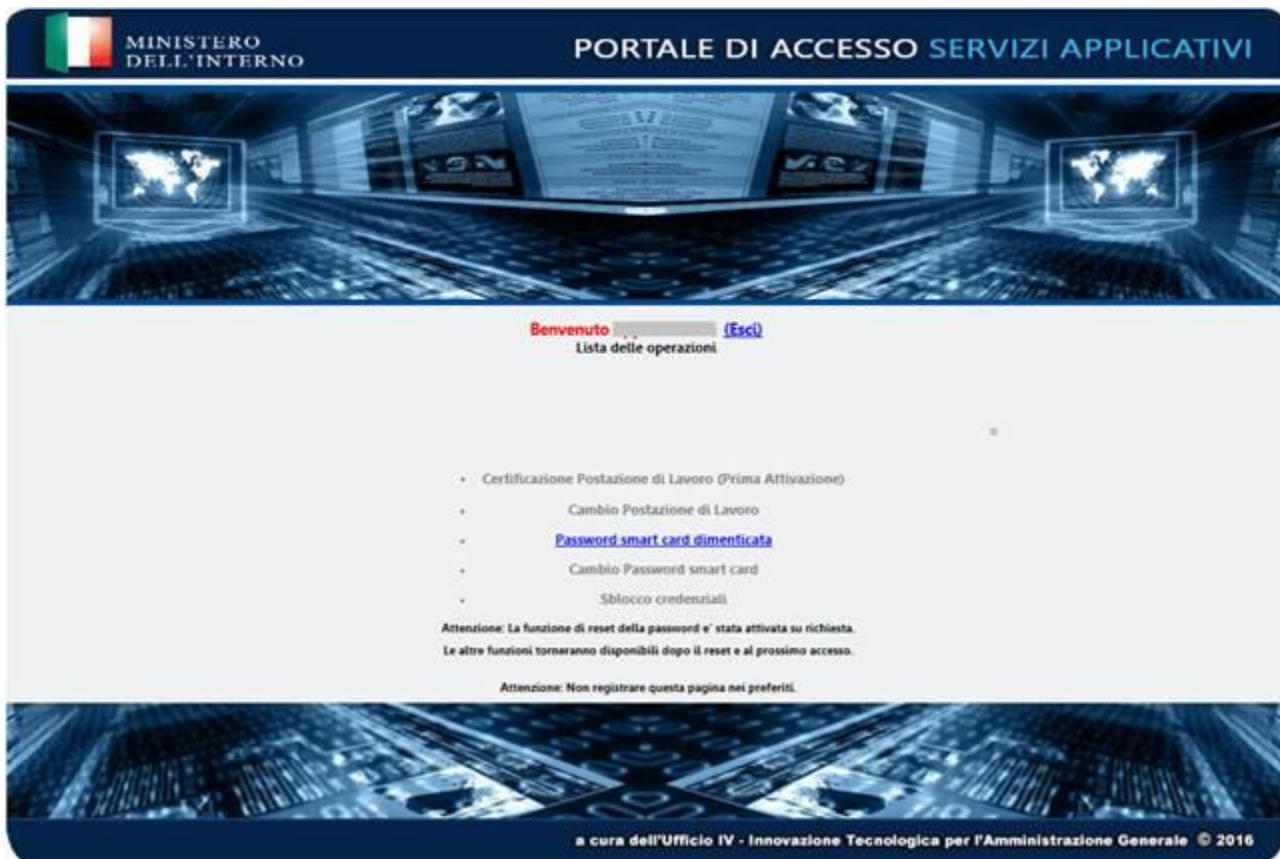 MINISTERO
DELL'INTERNO
PORTALE DI ACCESSO SERVIZI APPLICATIVI
Benvenuto (Esci)
Lista delle operazioni
Certificazione Postazione di Lavoro (Prima Attivazione)
Cambio Postazione di Lavoro
Password smart card dimenticata
Cambio Password smart card
Sblocco credenziali
Attenzione: La funzione di reset della password e' stata attivata su richiesta.
Le altre funzioni torneranno disponibili dopo il reset e al prossimo accesso.
Attenzione: Non registrare questa pagina nei preferiti.
a cura dell'Ufficio IV - Innovazione Tecnologica per l'Amministrazione Generale © 2016